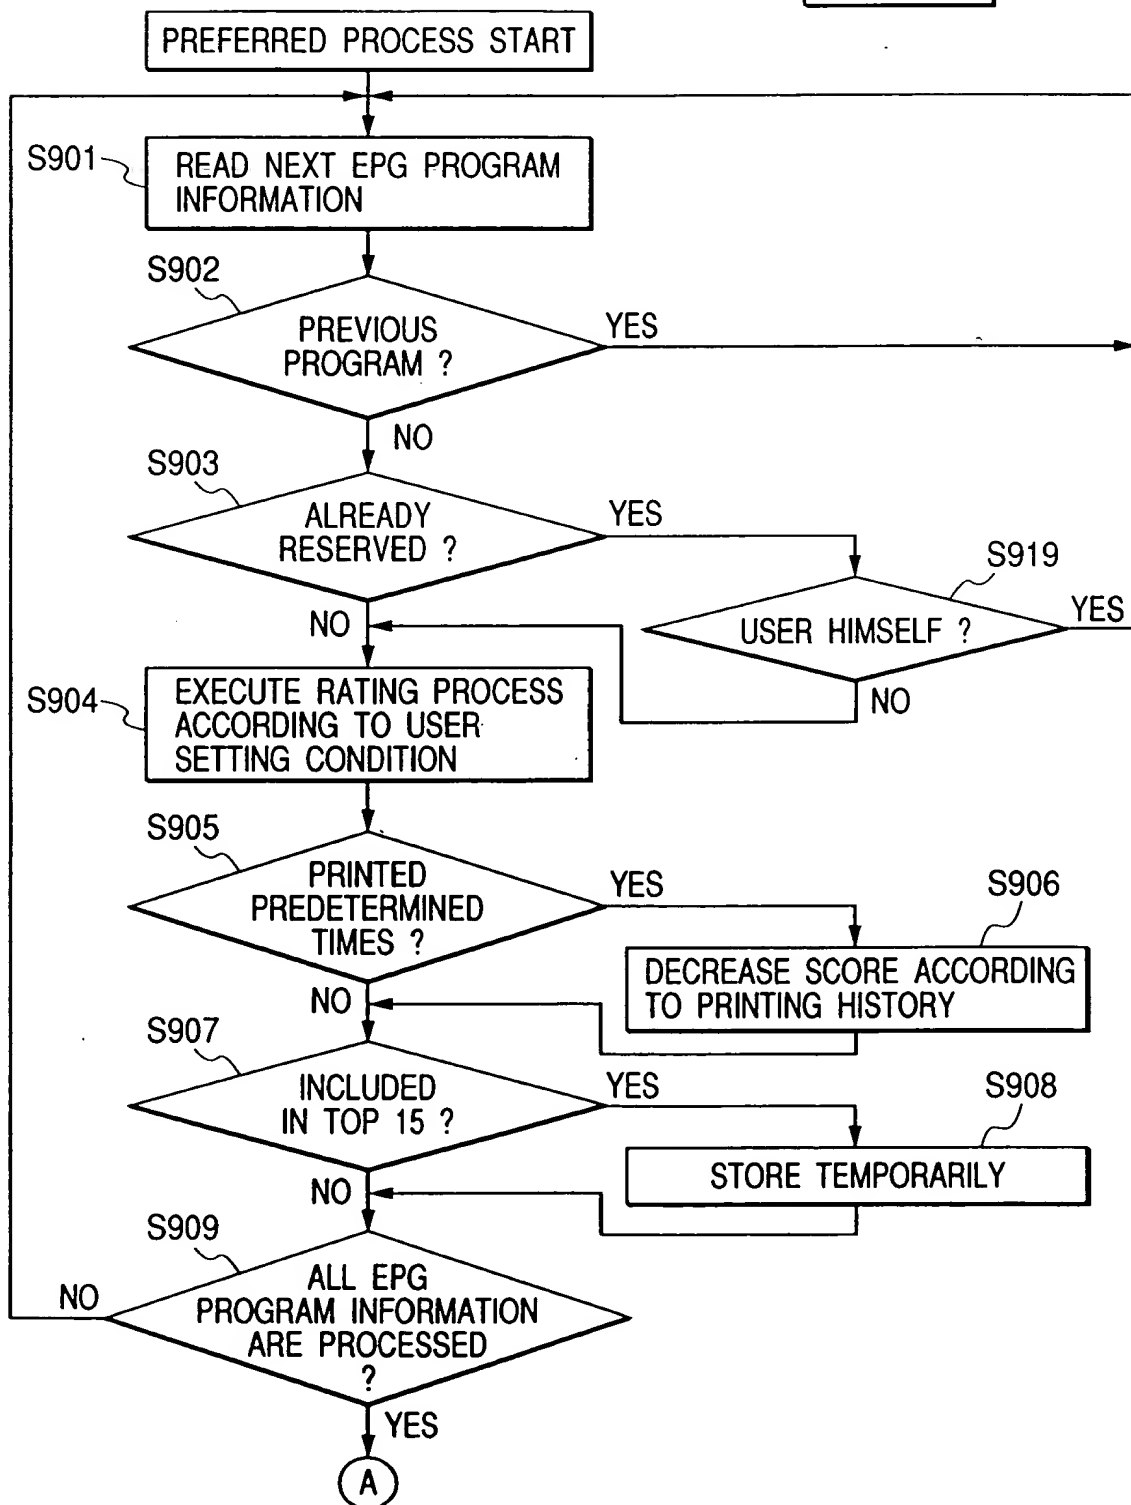 PREFERRED PROCESS START
S901
READ NEXT EPG PROGRAM
INFORMATION
S902
PREVIOUS
PROGRAM ?
YES
NO
S903
ALREADY
RESERVED ?
YES
S919
USER HIMSELF ?
YES
NO
NO
S904
EXECUTE RATING PROCESS
ACCORDING TO USER
SETTING CONDITION
S905
PRINTED
PREDETERMINED
TIMES ?
YES
S906
DECREASE SCORE ACCORDING
TO PRINTING HISTORY
NO
S907
INCLUDED
IN TOP 15 ?
YES
S908
STORE TEMPORARILY
NO
S909
ALL EPG
PROGRAM INFORMATION
ARE PROCESSED
?
NO
YES
A